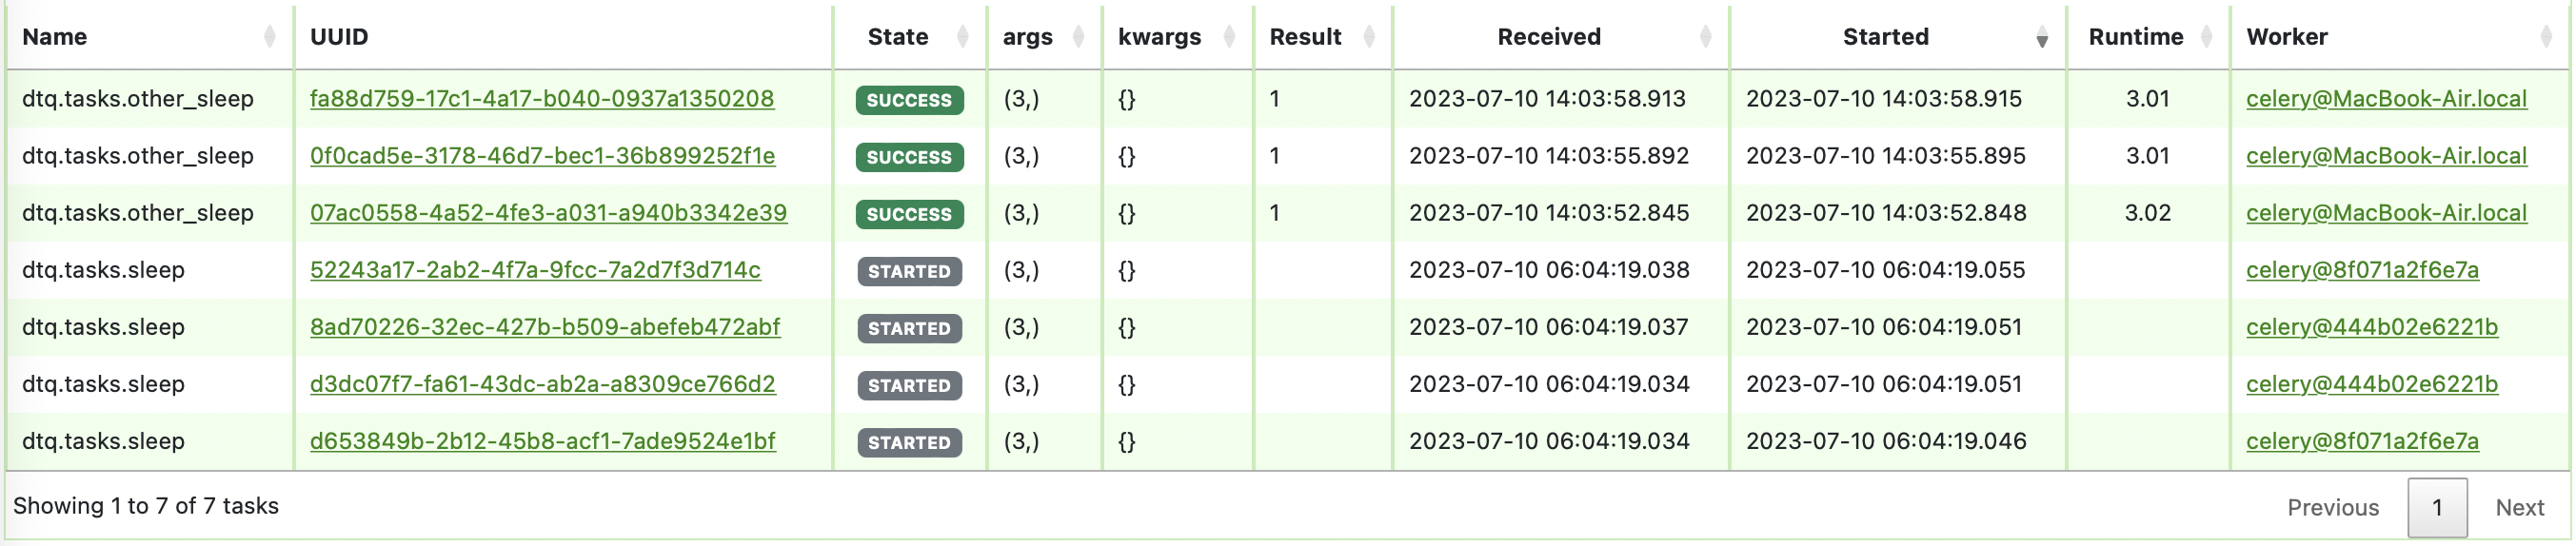 Name UUID State args kwargs Result Received Started Runtime Worker
dtq.tasks.other_sleep fa88d759-17c1-4a17-b040-0937a1350208 SUCCESS (3,) {} 1 2023-07-10 14:03:58.913 2023-07-10 14:03:58.915 3.01 celery@MacBook-Air.local
dtq.tasks.other_sleep 0f0cad5e-3178-46d7-bec1-36b899252f1e SUCCESS (3,) {} 1 2023-07-10 14:03:55.892 2023-07-10 14:03:55.895 3.01 celery@MacBook-Air.local
dtq.tasks.other_sleep 07ac0558-4a52-4fe3-a031-a940b3342e39 SUCCESS (3,) {} 1 2023-07-10 14:03:52.845 2023-07-10 14:03:52.848 3.02 celery@MacBook-Air.local
dtq.tasks.sleep 52243a17-2ab2-4f7a-9fcc-7a2d7f3d714c STARTED (3,) {} 2023-07-10 06:04:19.038 2023-07-10 06:04:19.055 celery@8f071a2f6e7a
dtq.tasks.sleep 8ad70226-32ec-427b-b509-abefeb472abf STARTED (3,) {} 2023-07-10 06:04:19.037 2023-07-10 06:04:19.051 celery@444b02e6221b
dtq.tasks.sleep d3dc07f7-fa61-43dc-ab2a-a8309ce766d2 STARTED (3,) {} 2023-07-10 06:04:19.034 2023-07-10 06:04:19.051 celery@444b02e6221b
dtq.tasks.sleep d653849b-2b12-45b8-acf1-7ade9524e1bf STARTED (3,) {} 2023-07-10 06:04:19.034 2023-07-10 06:04:19.046 celery@8f071a2f6e7a
Showing 1 to 7 of 7 tasks Previous 1 Next